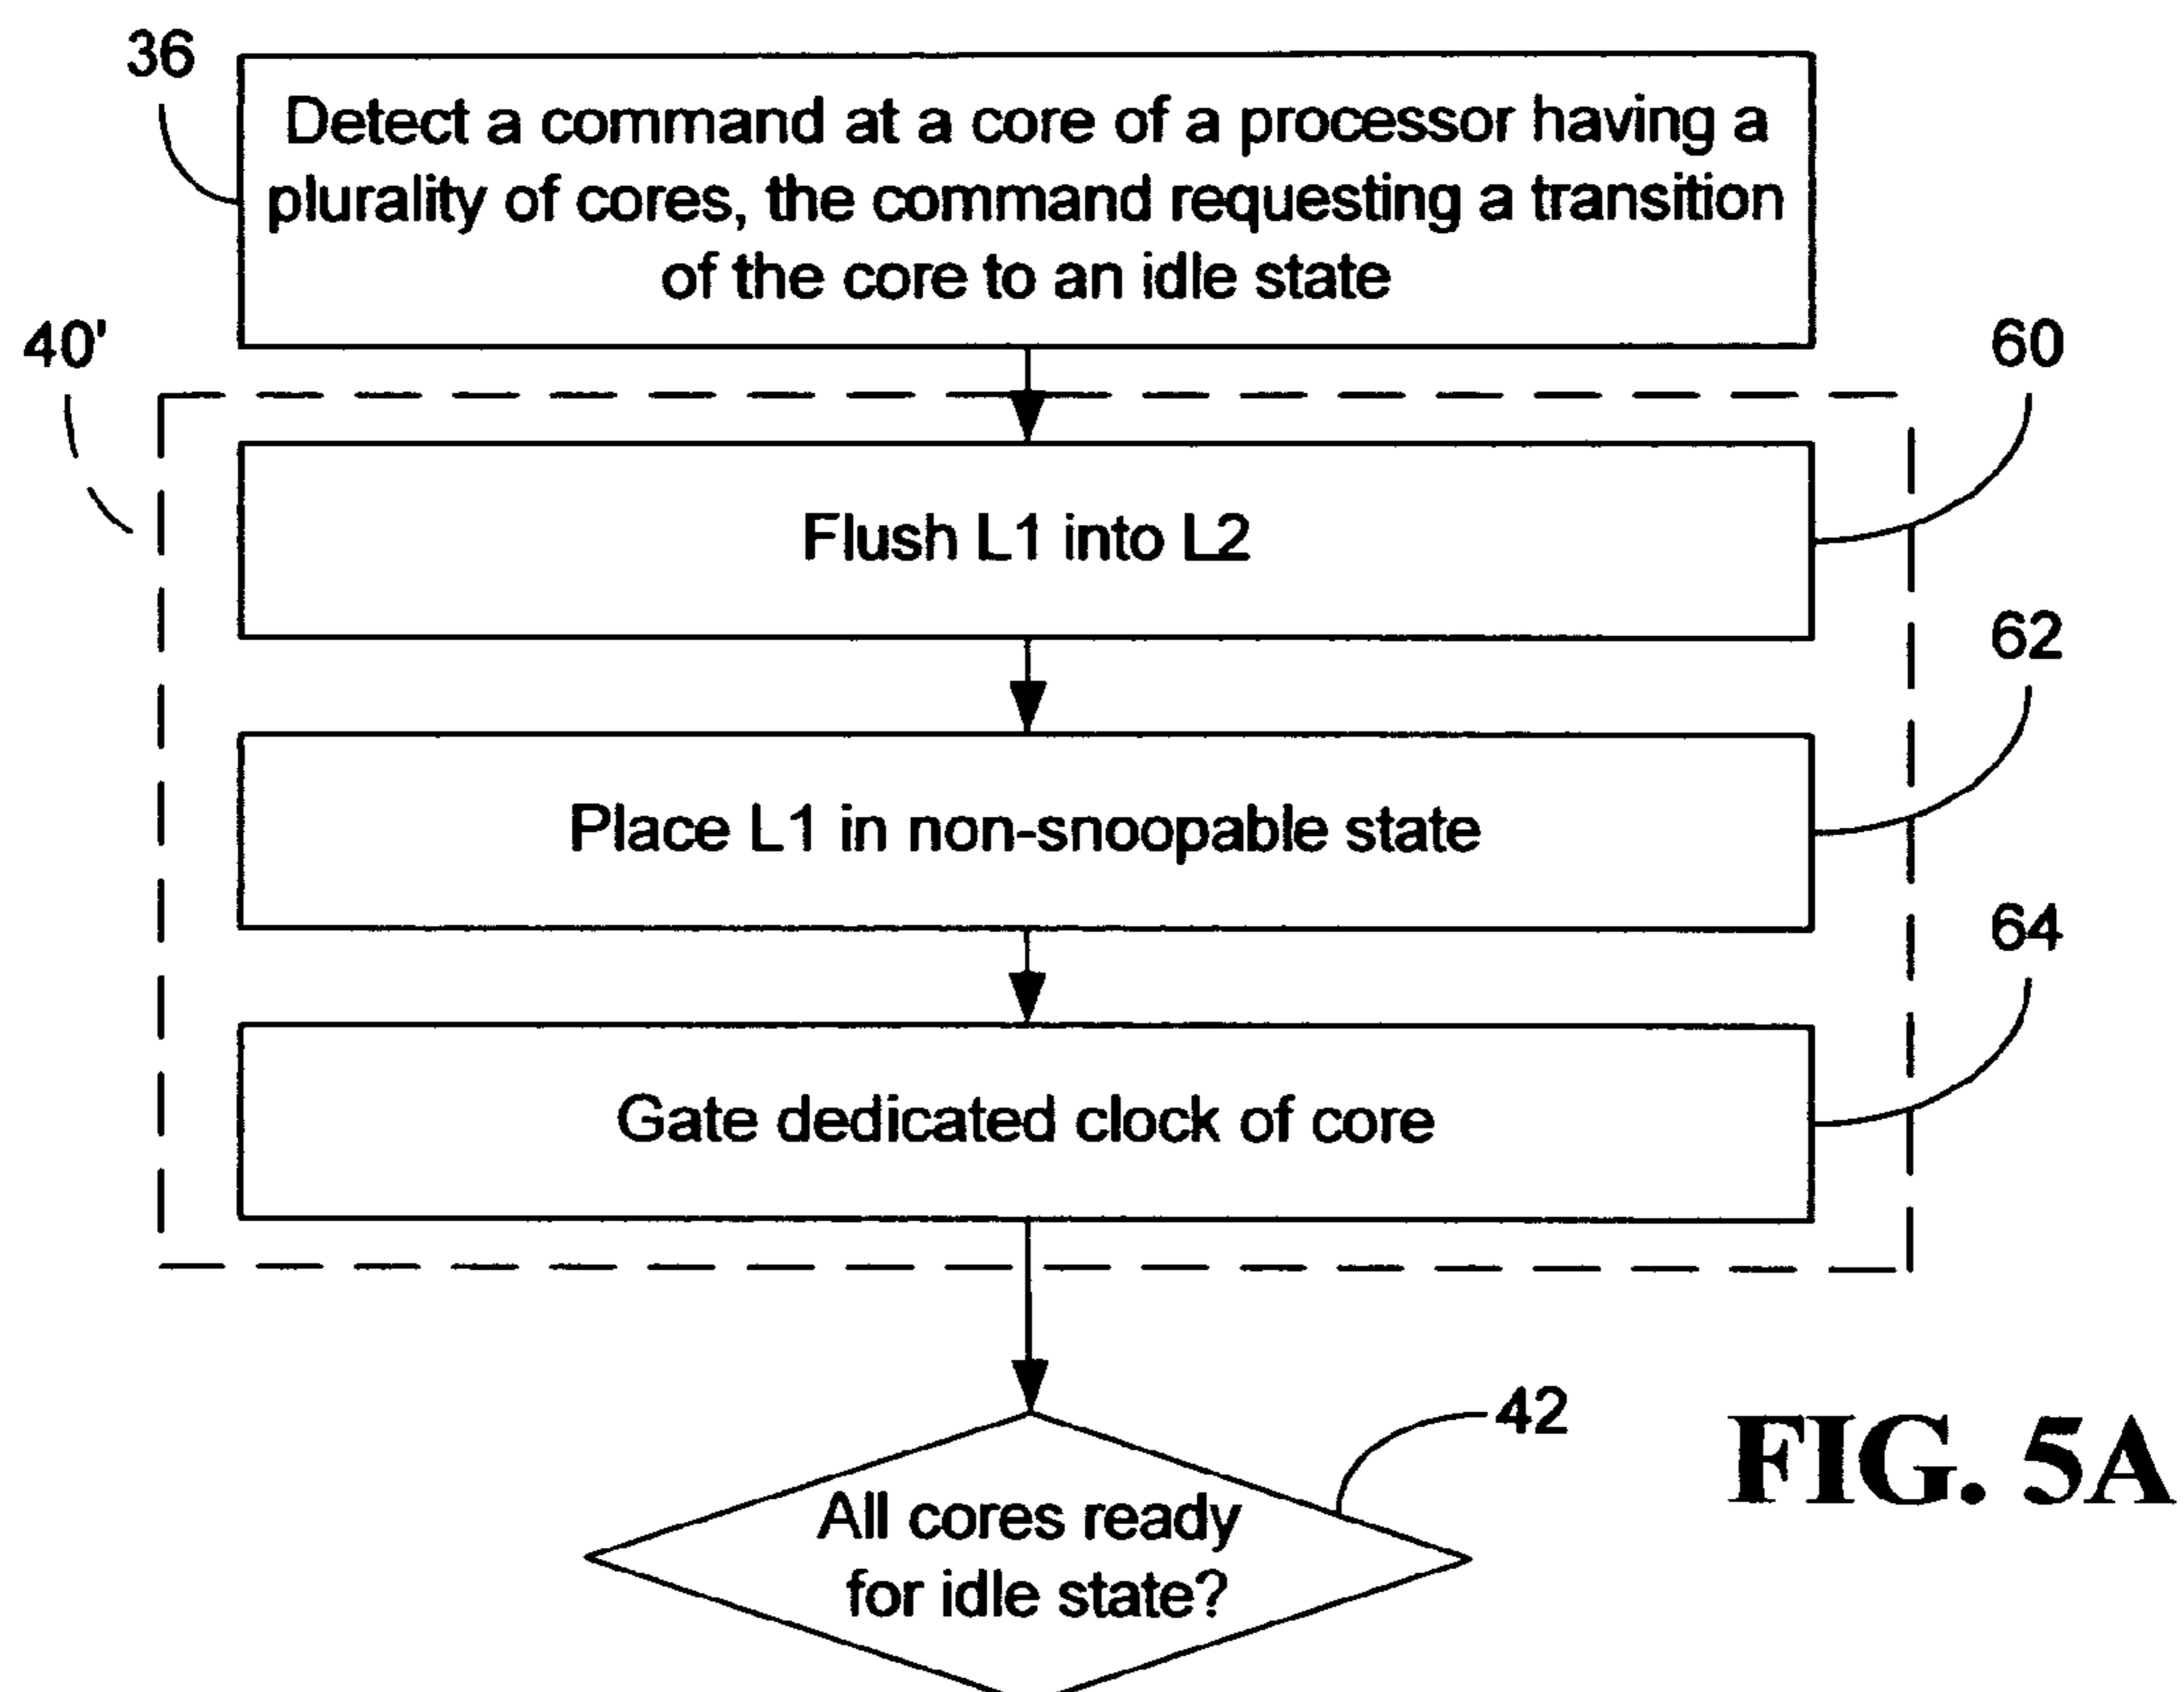 36
Detect a command at a core of a processor having a
plurality of cores, the command requesting a transition
of the core to an idle state
40'
60
Flush L1 into L2
62
Place L1 in non-snoopable state
64
Gate dedicated clock of core
42
All cores ready
for idle state?
FIG. 5A